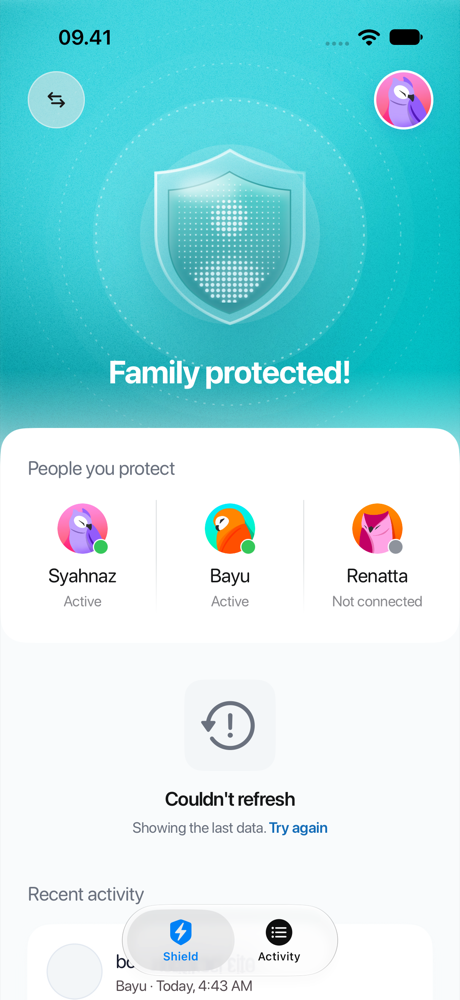 09.41
Family protected!
People you protect
Syahnaz
Bayu
Renatta
Active
Active
Not connected
Couldn't refresh
Showing the last data. Try again
Recent activity
Shield
Activity
Bayu · Today, 4:43 AM